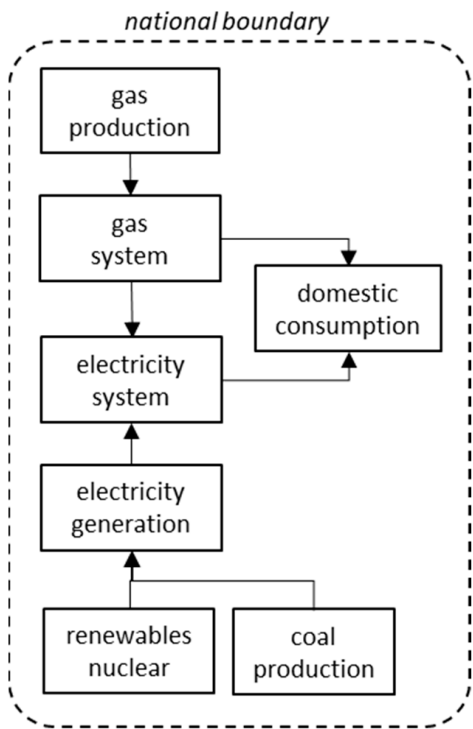 national boundary
gas
production
gas
system
domestic
consumption
electricity
system
electricity
generation
renewables
nuclear
coal
production